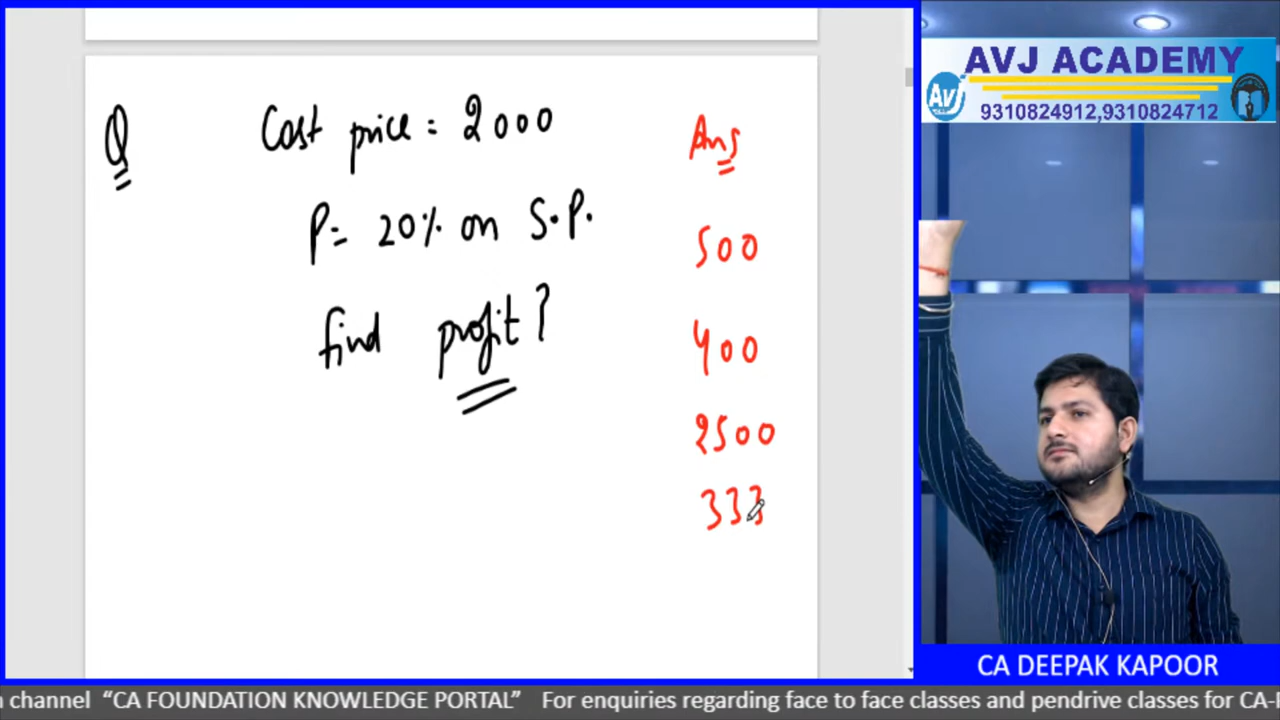 Q Cost price = 2000
P = 20% on S.P.
find profit?
Ans
500
400
2500
333
AVJ ACADEMY
AVJ
9310824912,9310824712
CA DEEPAK KAPOOR
channel "CA FOUNDATION KNOWLEDGE PORTAL" For enquiries regarding face to face classes and pendrive classes for CA-